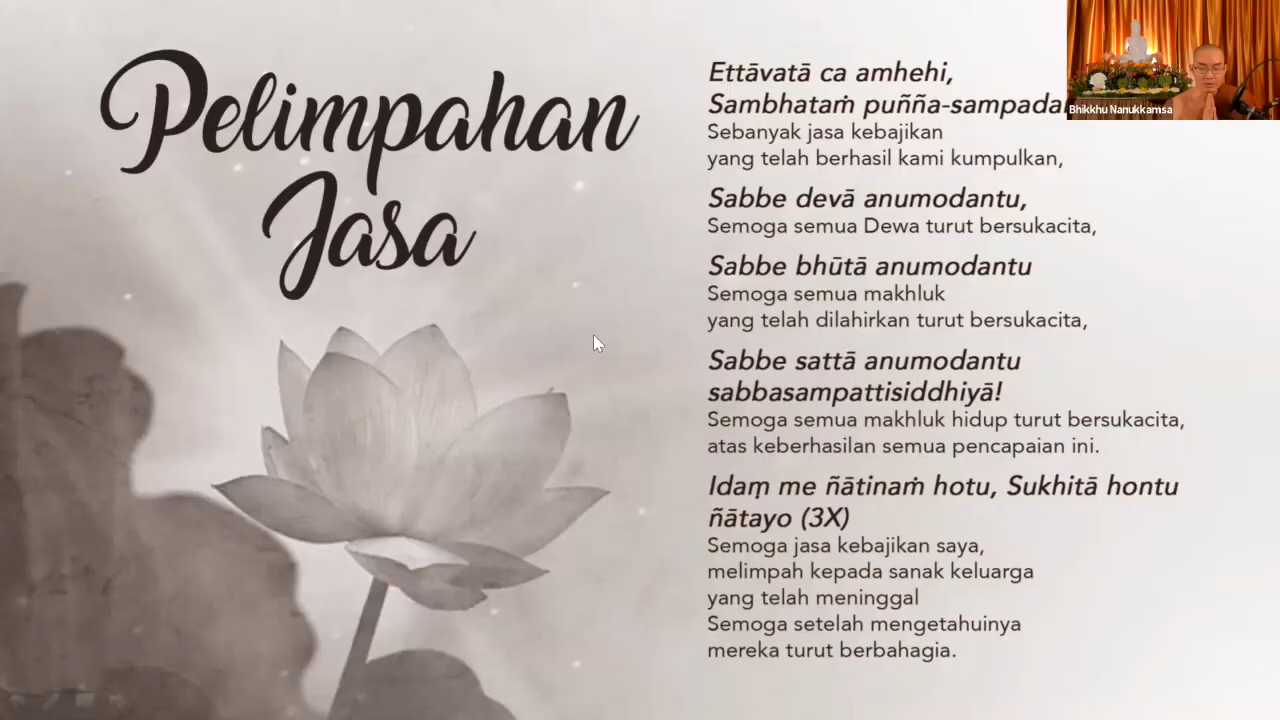 Pelimpahan
Jasa
Ettāvatā ca amhehi,
Sambhataṁ puñña-sampada
Sebanyak jasa kebajikan
yang telah berhasil kami kumpulkan,
Sabbe devā anumodantu,
Semoga semua Dewa turut bersukacita,
Sabbe bhūtā anumodantu
Semoga semua makhluk
yang telah dilahirkan turut bersukacita,
Sabbe sattā anumodantu
sabbasampattisiddhiyā!
Semoga semua makhluk hidup turut bersukacita,
atas keberhasilan semua pencapaian ini.
Idaṃ me ñātinaṁ hotu, Sukhitā hontu
ñātayo (3X)
Semoga jasa kebajikan saya,
melimpah kepada sanak keluarga
yang telah meninggal
Semoga setelah mengetahuinya
mereka turut berbahagia.
Bhikkhu Nanukkamsa